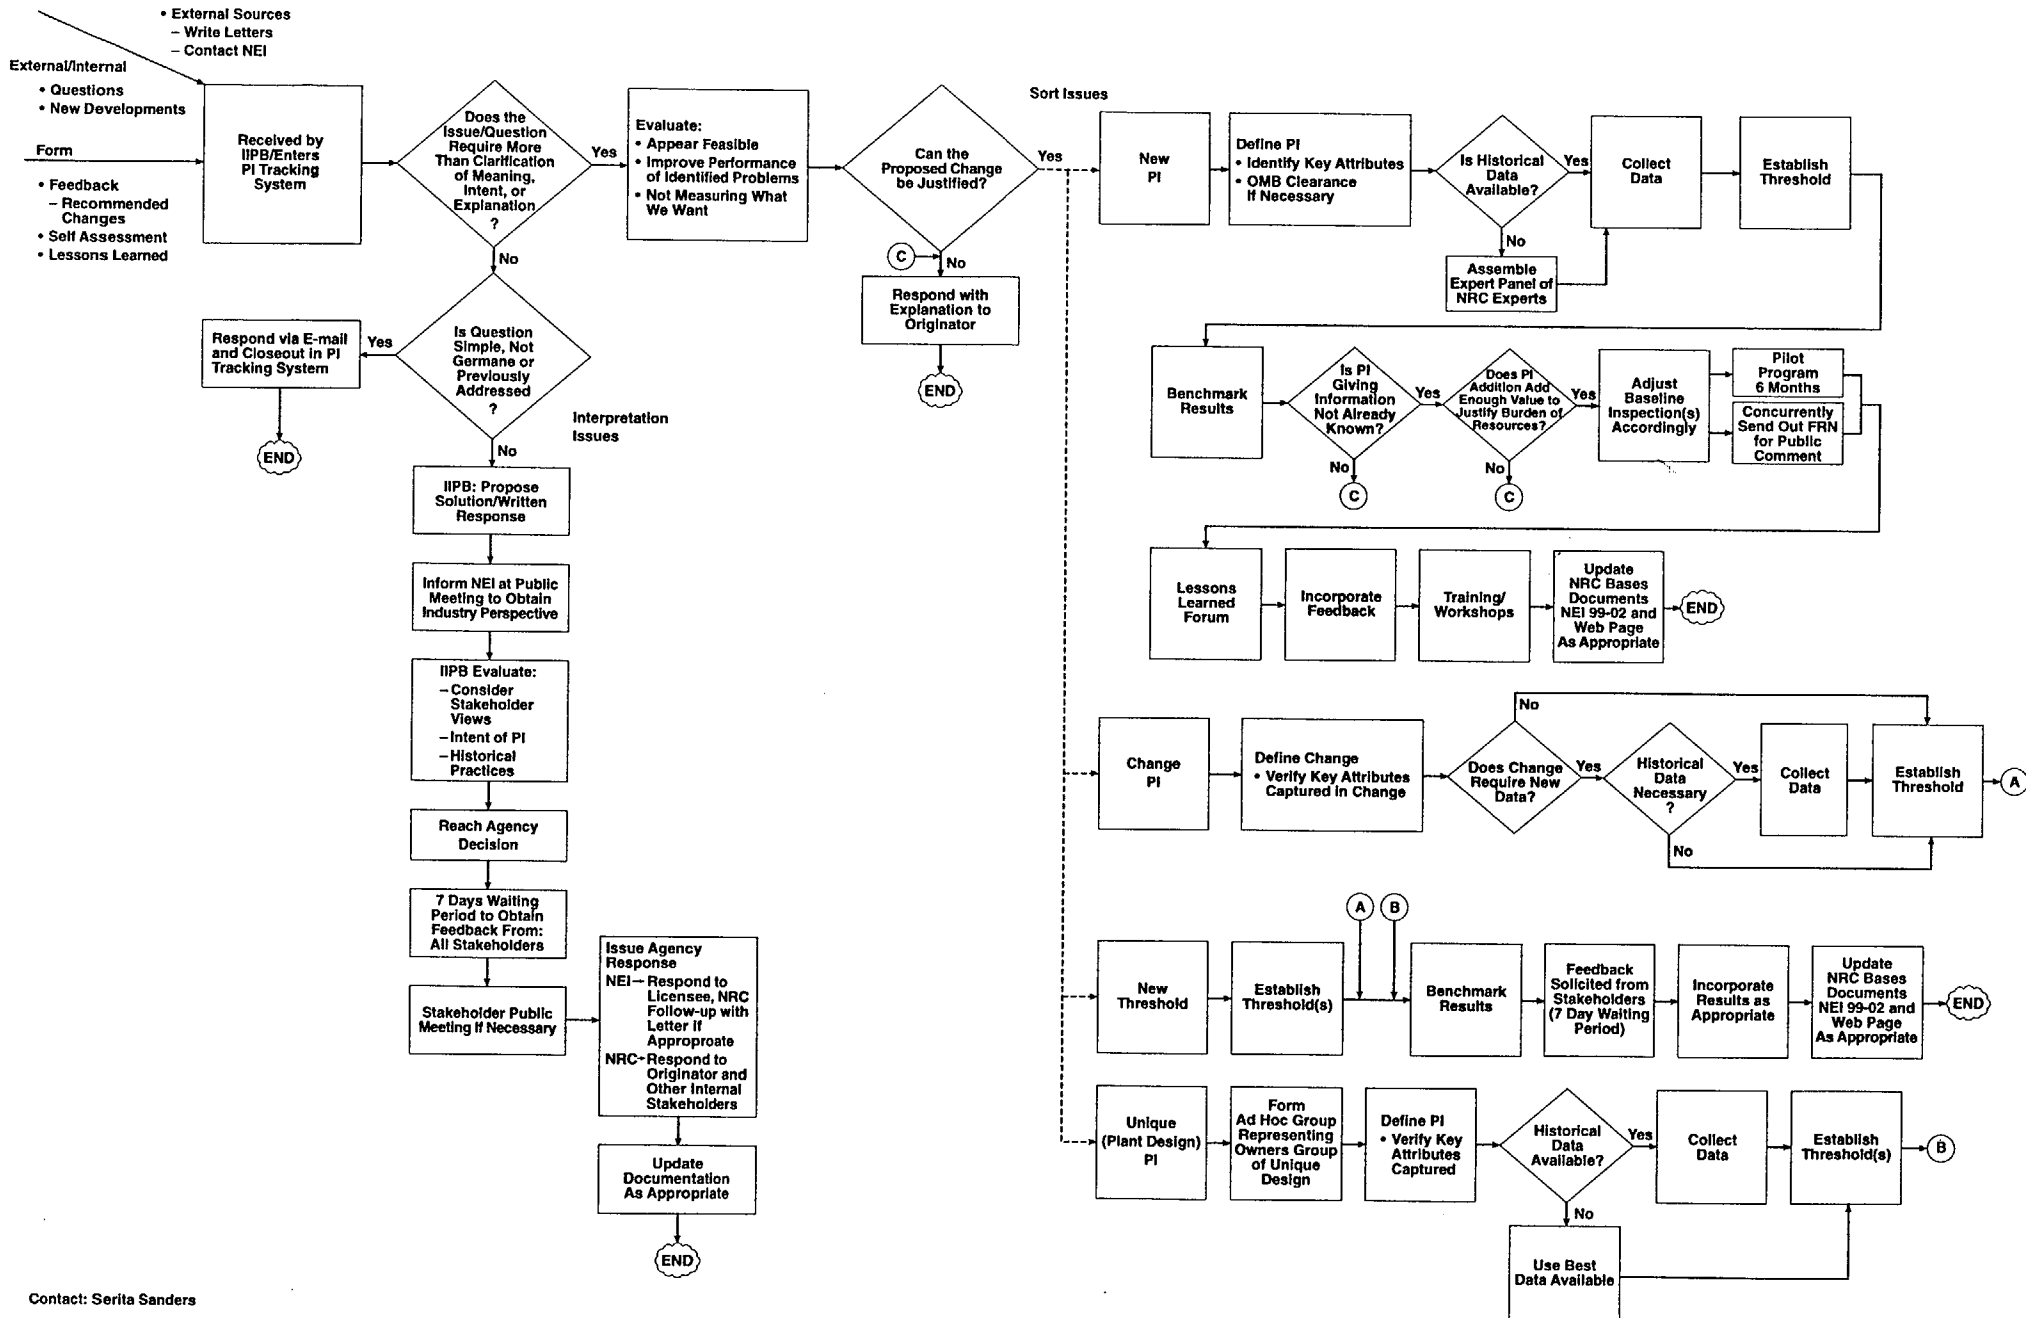 • External Sources
– Write Letters
– Contact NEI
External/Internal
• Questions
• New Developments
Form
• Feedback
– Recommended
Changes
• Self Assessment
• Lessons Learned
Received by
IIPB/Enters
PI Tracking
System
Does the
Issue/Question
Require More
Than Clarification
of Meaning,
Intent, or
Explanation
?
Yes
No
Evaluate:
• Appear Feasible
• Improve Performance
of Identified Problems
• Not Measuring What
We Want
Can the
Proposed Change
be Justified?
Yes
C
No
Respond with
Explanation to
Originator
END
Is Question
Simple, Not
Germane or
Previously
Addressed
?
Yes
Respond via E-mail
and Closeout in PI
Tracking System
END
Interpretation
Issues
No
IIPB: Propose
Solution/Written
Response
Inform NEI at Public
Meeting to Obtain
Industry Perspective
IIPB Evaluate:
– Consider
Stakeholder
Views
– Intent of PI
– Historical
Practices
Reach Agency
Decision
7 Days Waiting
Period to Obtain
Feedback From:
All Stakeholders
Stakeholder Public
Meeting If Necessary
Issue Agency
Response
NEI→ Respond to
Licensee, NRC
Follow-up with
Letter if
Approproate
NRC→ Respond to
Originator and
Other Internal
Stakeholders
Update
Documentation
As Appropriate
END
Contact: Serita Sanders
Sort Issues
New
PI
Define PI
• Identify Key Attributes
• OMB Clearance
If Necessary
Is Historical
Data
Available?
Yes
No
Assemble
Expert Panel of
NRC Experts
Collect
Data
Establish
Threshold
Benchmark
Results
Is PI
Giving
Information
Not Already
Known?
Yes
No
C
Does PI
Addition Add
Enough Value to
Justify Burden of
Resources?
Yes
No
C
Adjust
Baseline
Inspection(s)
Accordingly
Pilot
Program
6 Months
Concurrently
Send Out FRN
for Public
Comment
Lessons
Learned
Forum
Incorporate
Feedback
Training/
Workshops
Update
NRC Bases
Documents
NEI 99-02 and
Web Page
As Appropriate
END
Change
PI
Define Change
• Verify Key Attributes
Captured in Change
No
Does Change
Require New
Data?
Yes
Historical
Data
Necessary
?
Yes
No
Collect
Data
Establish
Threshold
A
New
Threshold
Establish
Threshold(s)
A
B
Benchmark
Results
Feedback
Solicited from
Stakeholders
(7 Day Waiting
Period)
Incorporate
Results as
Appropriate
Update
NRC Bases
Documents
NEI 99-02 and
Web Page
As Appropriate
END
Unique
(Plant Design)
PI
Form
Ad Hoc Group
Representing
Owners Group
of Unique
Design
Define PI
• Verify Key
Attributes
Captured
Historical
Data
Available?
Yes
No
Use Best
Data Available
Collect
Data
Establish
Threshold(s)
B